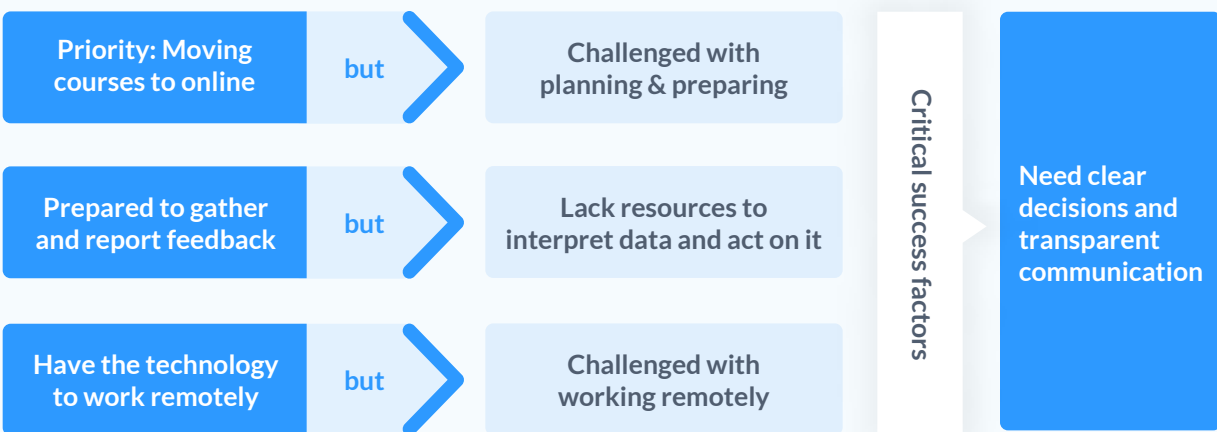 Priority: Moving
courses to online
but
Challenged with
planning & preparing
Prepared to gather
and report feedback
but
Lack resources to
interpret data and act on it
Have the technology
to work remotely
but
Challenged with
working remotely
Critical success factors
Need clear
decisions and
transparent
communication